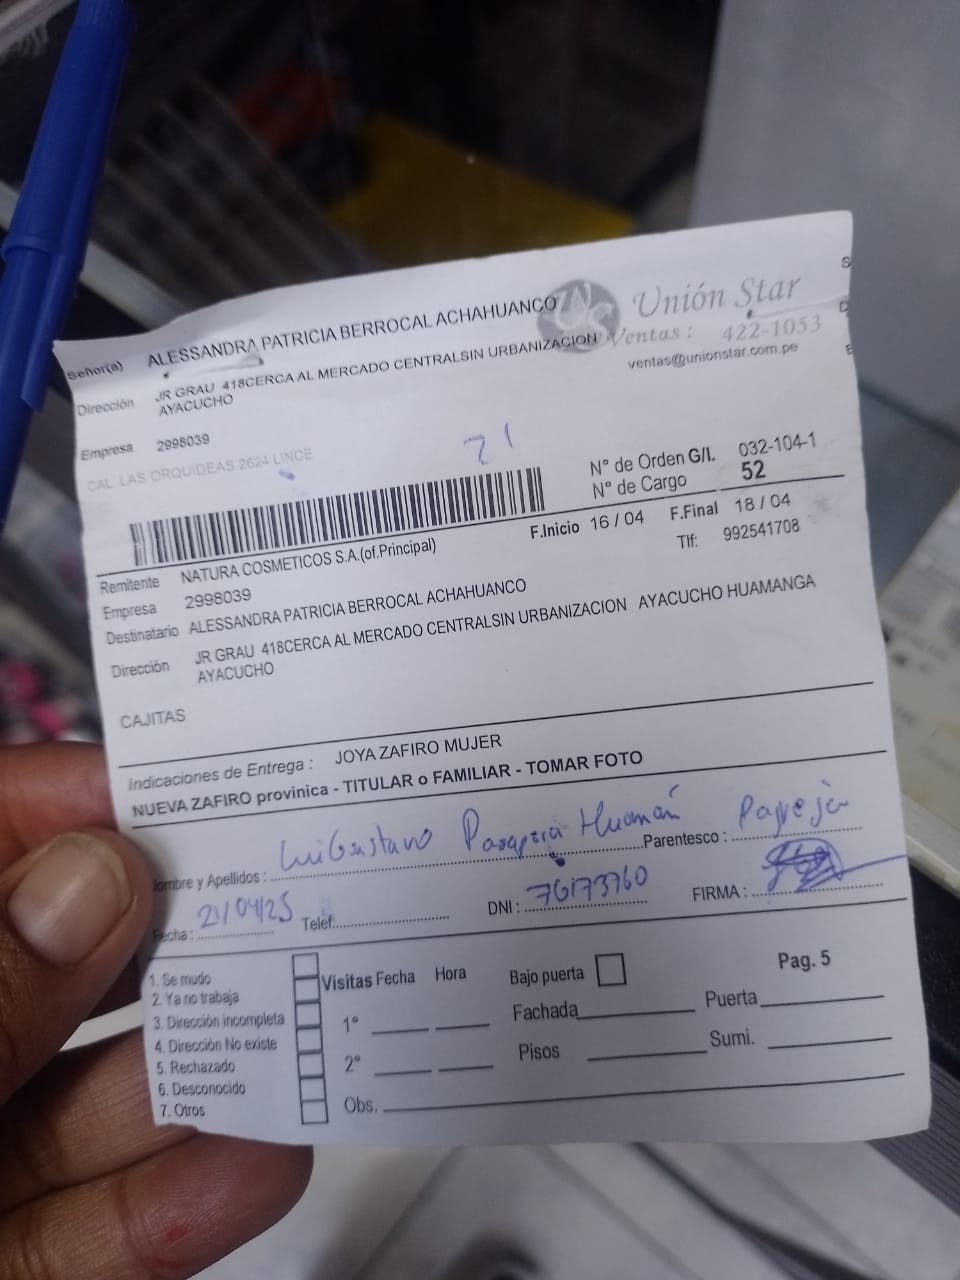 Señor(a) ALESSANDRA PATRICIA BERROCAL ACHAHUANCO
Unión Star
Ventas : 422-1053
ventas@unionstar.com.pe
Dirección JR GRAU 418CERCA AL MERCADO CENTRALSIN URBANIZACION
AYACUCHO
Empresa 2998039
CAL. LAS ORQUIDEAS 2624 LINCE
21
N° de Orden G/I. 032-104-1
N° de Cargo 52
F.Inicio 16 / 04 F.Final 18 / 04
Tlf: 992541708
Remitente NATURA COSMETICOS S.A.(of.Principal)
Empresa 2998039
Destinatario ALESSANDRA PATRICIA BERROCAL ACHAHUANCO
Dirección JR GRAU 418CERCA AL MERCADO CENTRALSIN URBANIZACION AYACUCHO HUAMANGA
AYACUCHO
CAJITAS
Indicaciones de Entrega : JOYA ZAFIRO MUJER
NUEVA ZAFIRO provinica - TITULAR o FAMILIAR - TOMAR FOTO
Nombre y Apellidos : Gustavo Huamán Parentesco : Pareja
Fecha : 21/04/25 Telef. DNI : 76173760 FIRMA :
1. Se mudo
2. Ya no trabaja
3. Dirección incompleta
4. Dirección No existe
5. Rechazado
6. Desconocido
7. Otros
Visitas Fecha Hora Bajo puerta Pag. 5
1° Fachada Puerta
2° Pisos Sumi.
Obs.